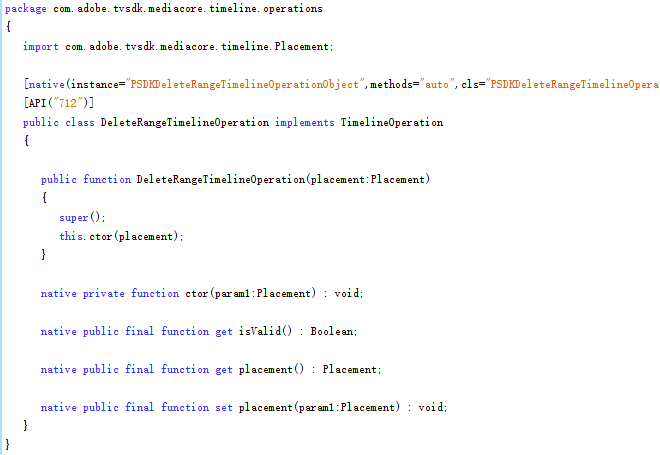 package com.adobe.tvsdk.mediacore.timeline.operations
{
import com.adobe.tvsdk.mediacore.timeline.Placement;
[native(instance="PSDKDeleteRangeTimelineOperationObject",methods="auto",cls="PSDKDeleteRangeTimelineOpera
[API("712")]
public class DeleteRangeTimelineOperation implements TimelineOperation
{
public function DeleteRangeTimelineOperation(placement:Placement)
{
super();
this.ctor(placement);
}
native private function ctor(param1:Placement) : void;
native public final function get isValid() : Boolean;
native public final function get placement() : Placement;
native public final function set placement(param1:Placement) : void;
}
}